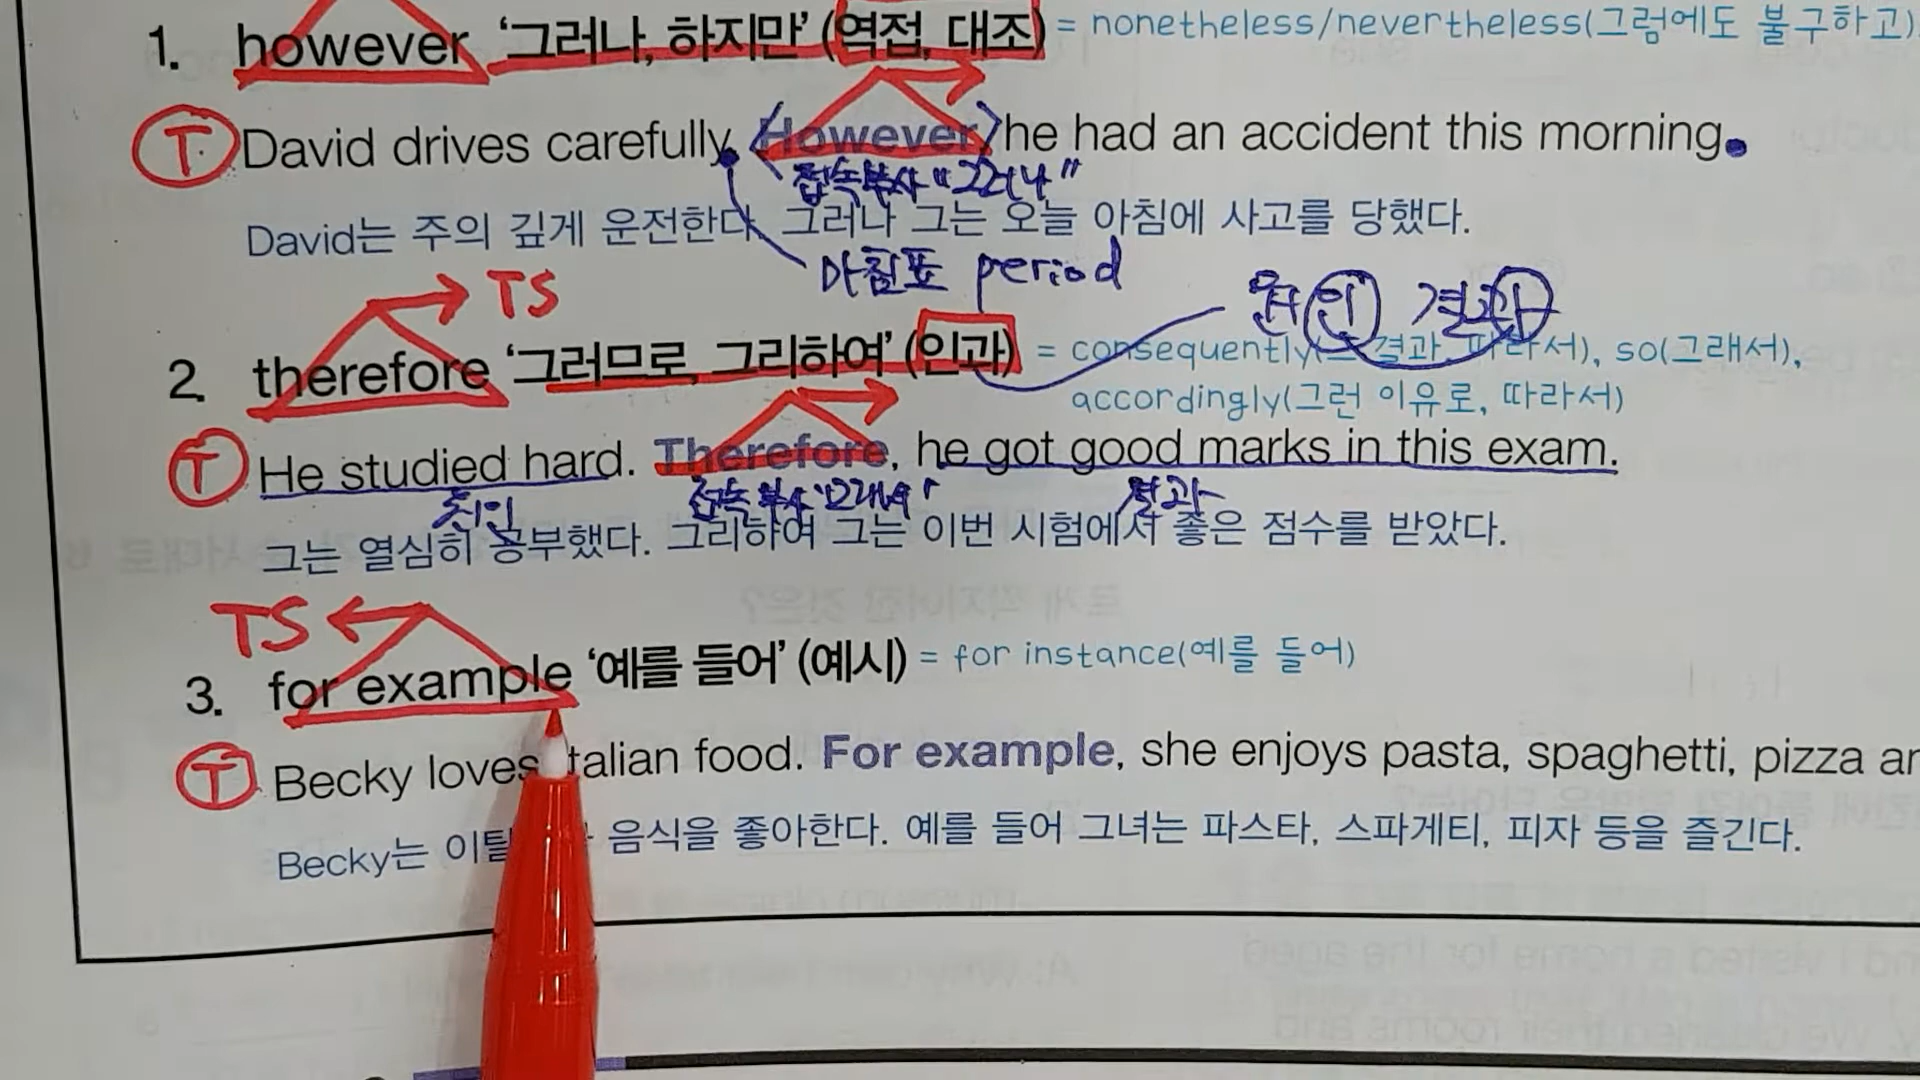 1. however '그러나, 하지만' (역접, 대조) = nonetheless/nevertheless(그럼에도 불구하고)
T David drives carefully. However, he had an accident this morning.
접속부사 "그러나"
David는 주의 깊게 운전한다. 그러나 그는 오늘 아침에 사고를 당했다.
마침표 period
원인 결과
TS
2. therefore '그러므로, 그리하여' (인과) = consequently( 결과, 따라서), so(그래서),
accordingly(그런 이유로, 따라서)
T He studied hard. Therefore, he got good marks in this exam.
원인 접속부사 '그래서' 결과
그는 열심히 공부했다. 그리하여 그는 이번 시험에서 좋은 점수를 받았다.
TS
3. for example '예를 들어' (예시) = for instance(예를 들어)
T Becky loves talian food. For example, she enjoys pasta, spaghetti, pizza ar
Becky는 이탈 음식을 좋아한다. 예를 들어 그녀는 파스타, 스파게티, 피자 등을 즐긴다.